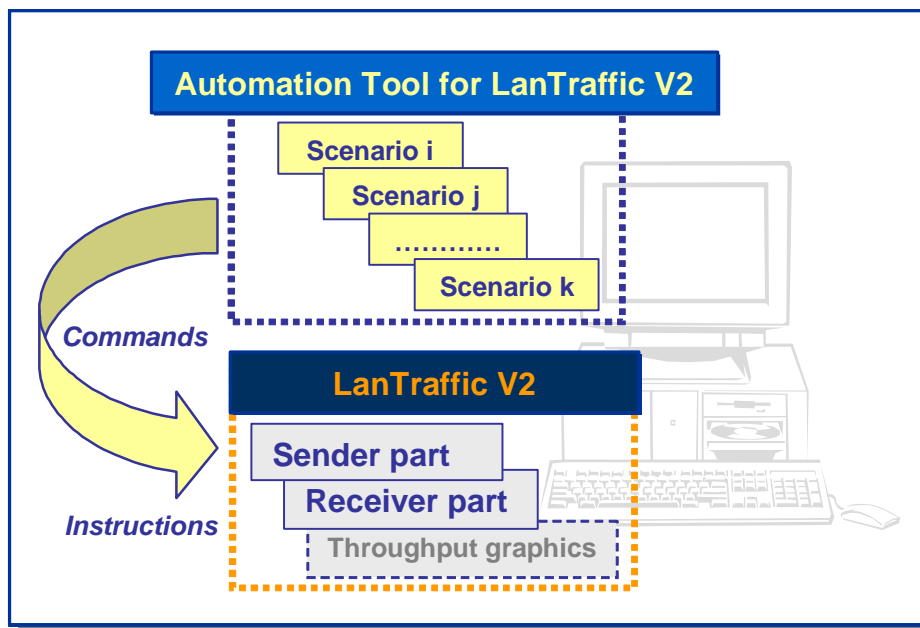 Automation Tool for LanTraffic V2
Scenario i
Scenario j
............
Scenario k
Commands
LanTraffic V2
Sender part
Receiver part
Instructions
Throughput graphics